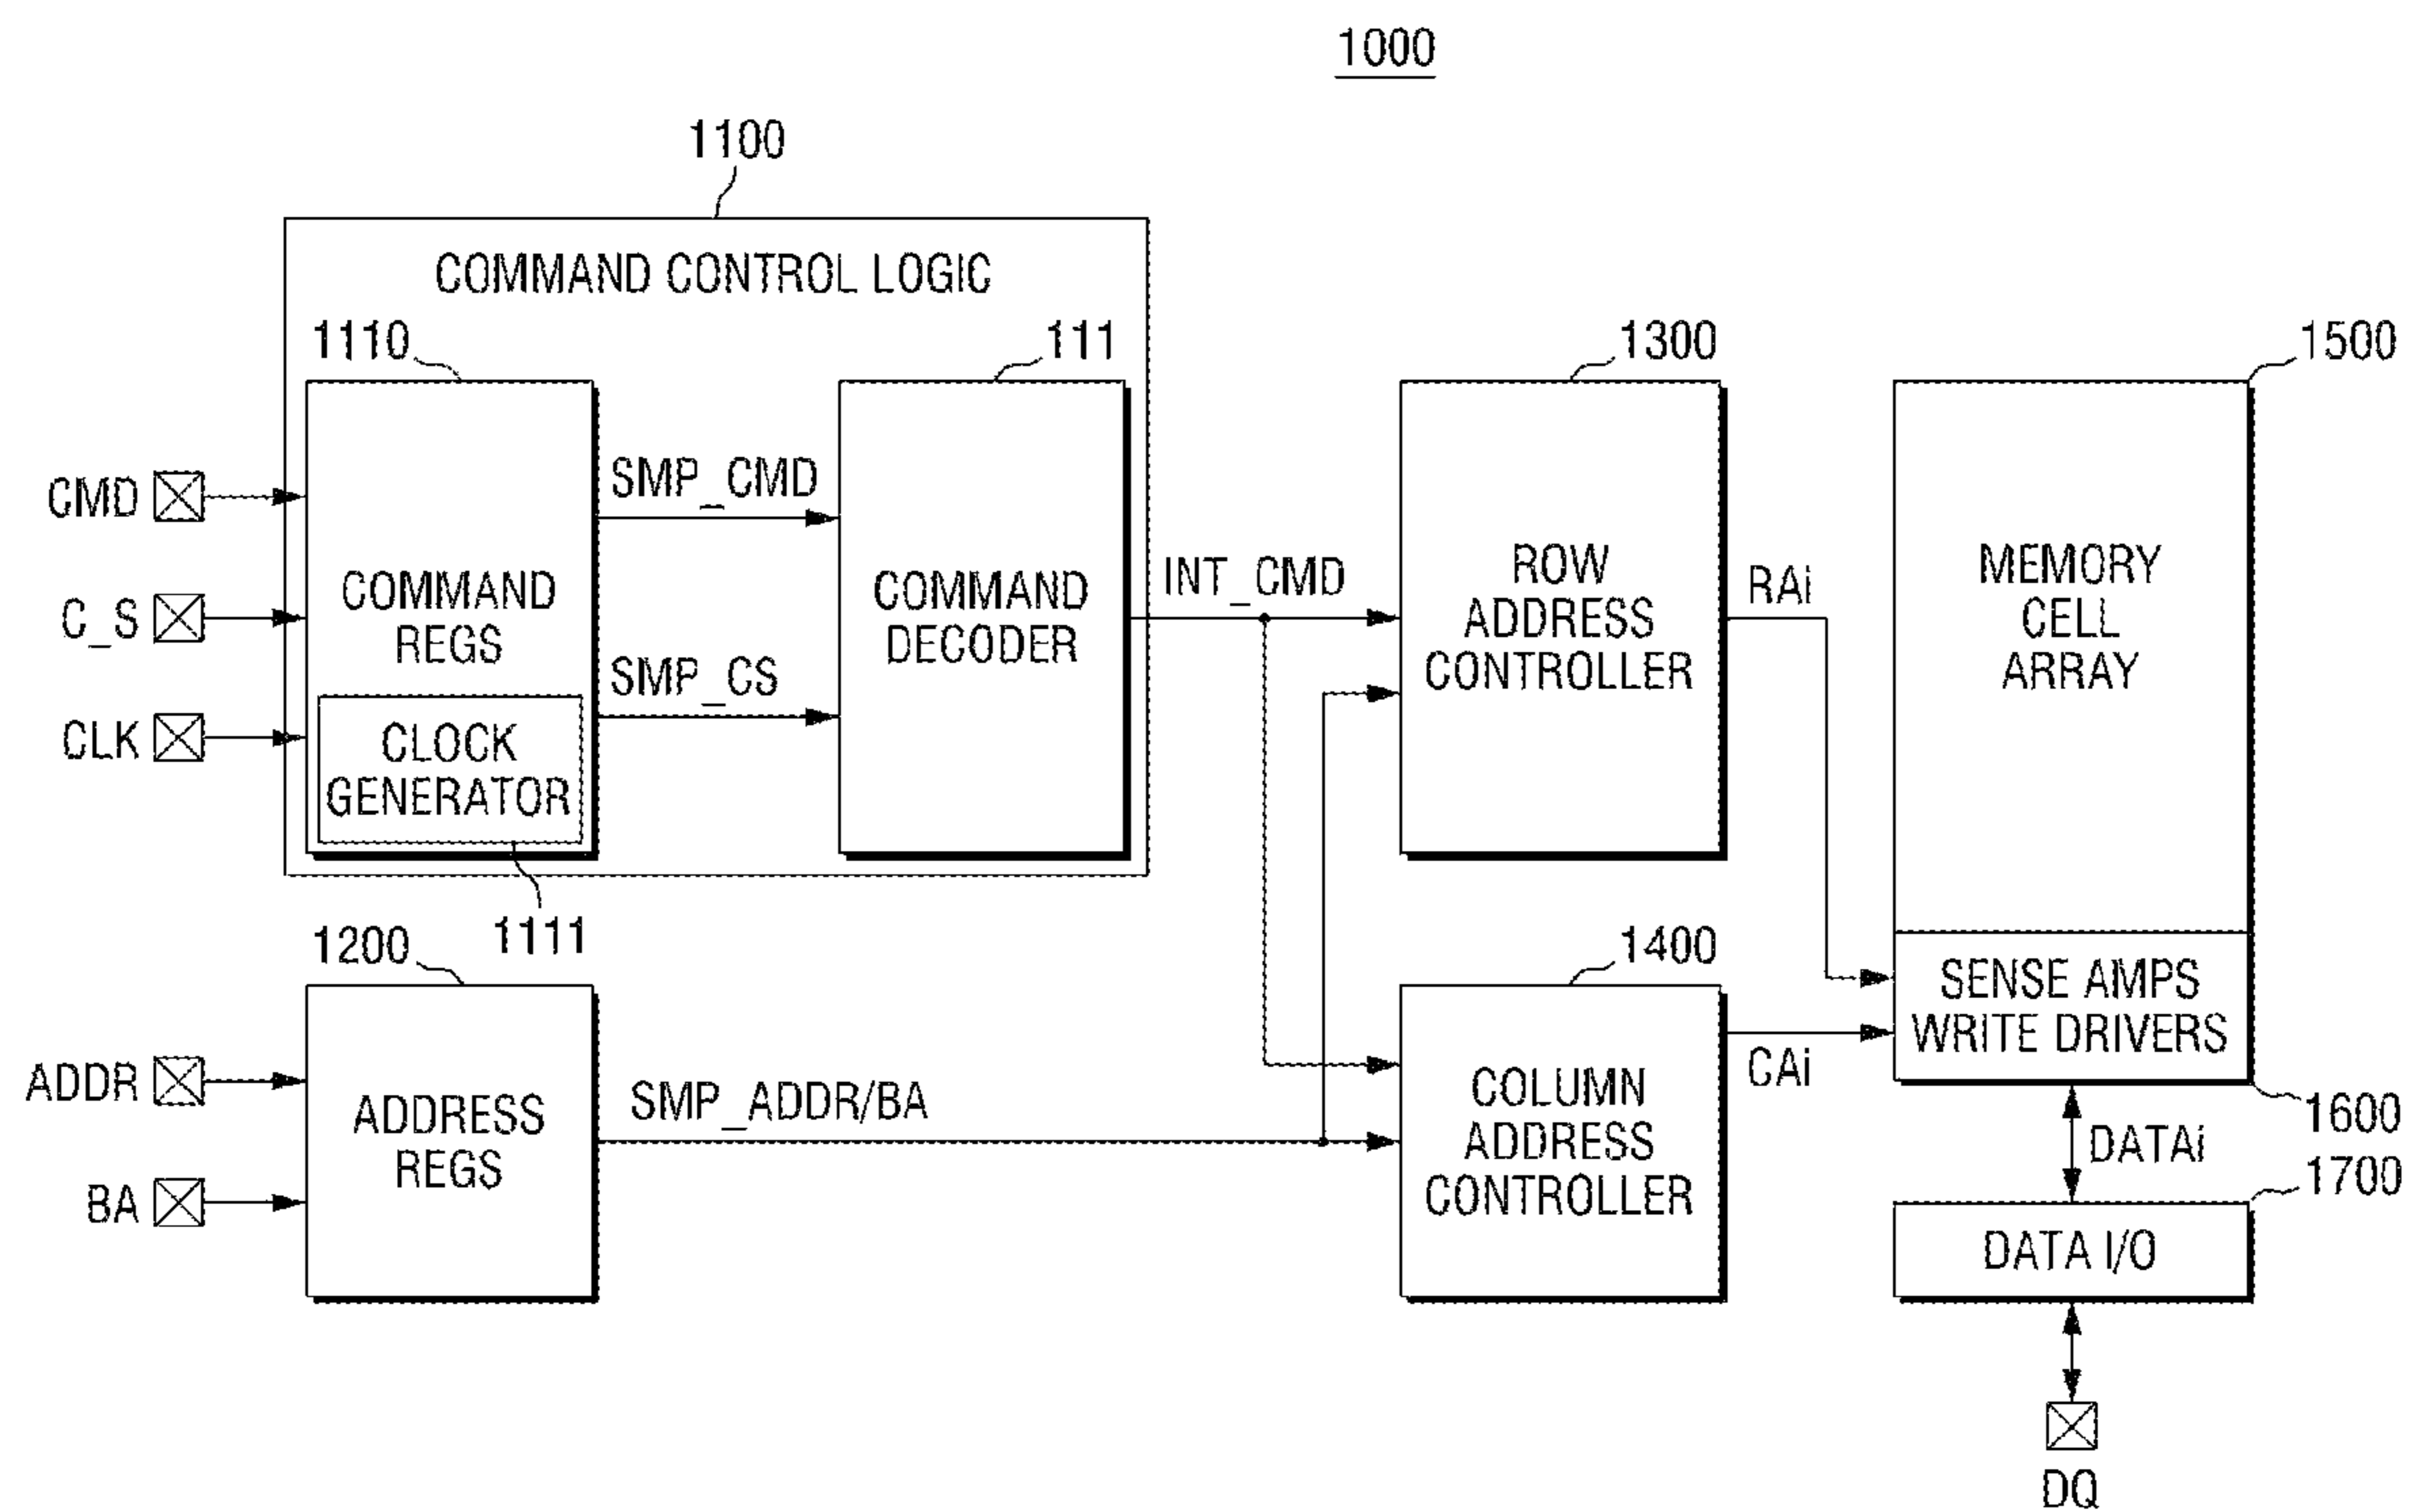 1000
1100
COMMAND CONTROL LOGIC
1110
111
1300
1500
CMD
C_S
CLK
COMMAND
REGS
CLOCK
GENERATOR
1111
SMP_CMD
SMP_CS
COMMAND
DECODER
INT_CMD
ROW
ADDRESS
CONTROLLER
RAi
MEMORY
CELL
ARRAY
1200
1400
ADDR
BA
ADDRESS
REGS
SMP_ADDR/BA
COLUMN
ADDRESS
CONTROLLER
CAi
SENSE AMPS
WRITE DRIVERS
1600
DATAi
1700
DATA I/O
DQ